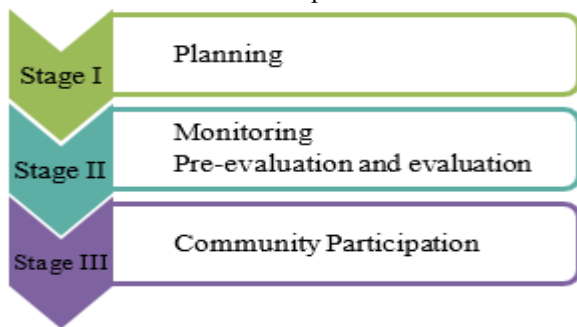 Stage I
Planning
Stage II
Monitoring
Pre-evaluation and evaluation
Stage III
Community Participation